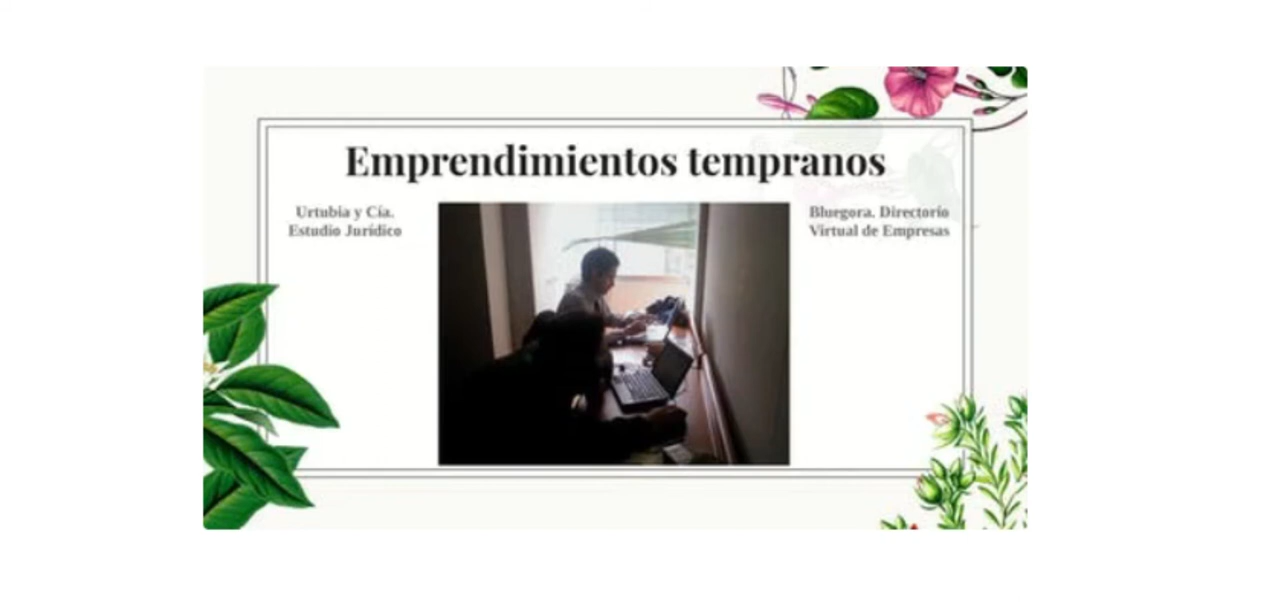 Emprendimientos tempranos
Urtubia y Cía.
Estudio Jurídico
Bluegora. Directorio
Virtual de Empresas